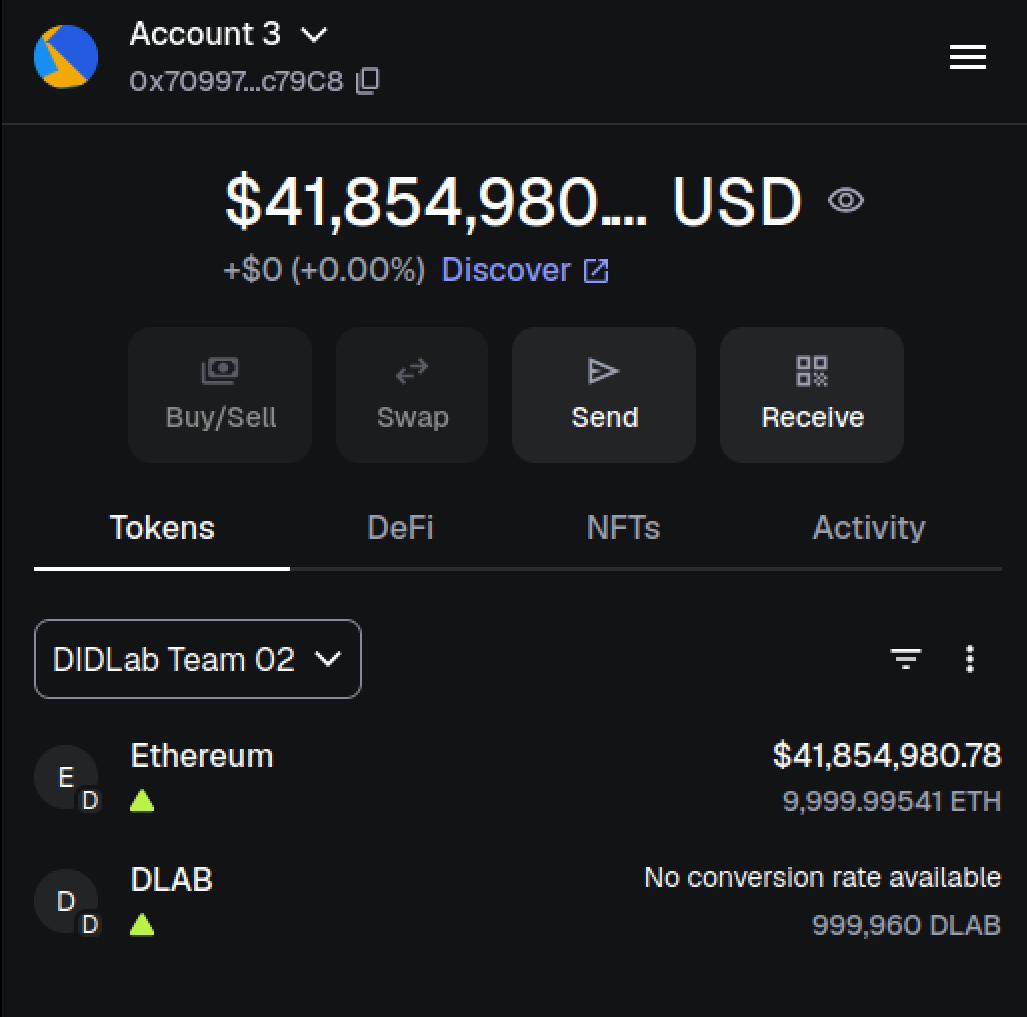 Account 3
0x70997...c79C8
$41,854,980.... USD
+$0 (+0.00%) Discover
Buy/Sell Swap Send Receive
Tokens DeFi NFTs Activity
DIDLab Team 02
Ethereum $41,854,980.78
E D 9,999.99541 ETH
DLAB No conversion rate available
D D 999,960 DLAB